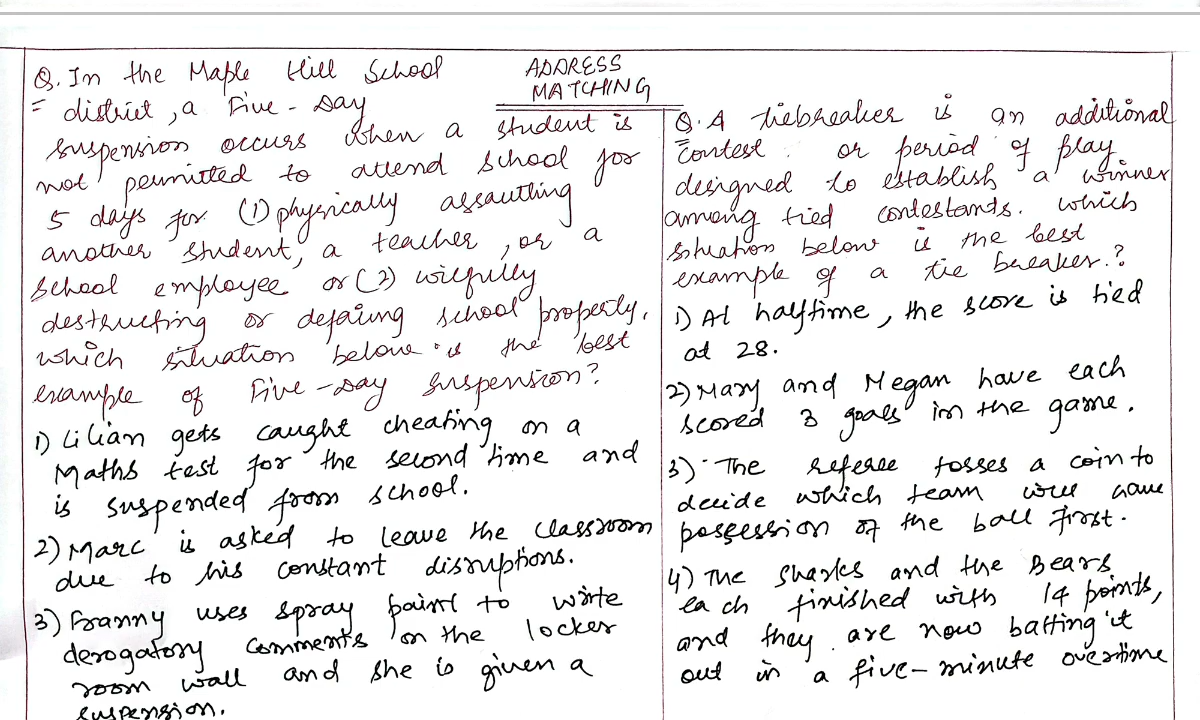 ADDRESS
MATCHING
Q. In the Maple Hill School
district, a Five-Day
suspension occurs when a student is
not permitted to attend school for
5 days for (1) physically assaulting
another student, a teacher, or a
school employee or (2) wilfully
destructing or defacing school property.
which situation below is the best
example of Five-Day suspension?
1) Lilian gets caught cheating on a
Maths test for the second time and
is suspended from school.
2) Marc is asked to leave the classroom
due to his constant disruptions.
3) Franny uses spray paint to write
derogatory comments on the locker
room wall and she is given a
suspension.
Q. A tiebreaker is an additional
contest or period of play
designed to establish a winner
among tied contestants. which
situation below is the best
example of a tie breaker.?
1) At halftime, the score is tied
at 28.
2) Mary and Megan have each
scored 3 goals in the game.
3) The referee tosses a coin to
decide which team will have
possession of the ball first.
4) The Sharks and the Bears
each finished with 14 points,
and they are now batting it
out in a five-minute overtime